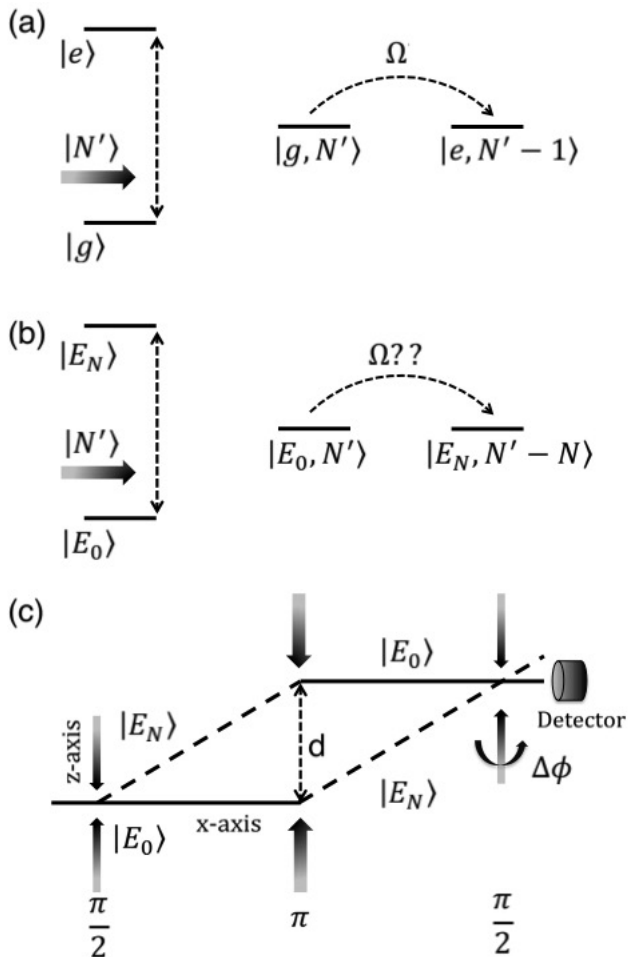 (a)
|e⟩
|N′⟩
|g⟩
Ω
|g, N′⟩
|e, N′ − 1⟩
(b)
|E_N⟩
|N′⟩
|E_0⟩
Ω??
|E_0, N′⟩
|E_N, N′ − N⟩
(c)
|E_0⟩
|E_N⟩
z-axis
d
Detector
Δϕ
x-axis
|E_N⟩
|E_0⟩
π/2
π
π/2